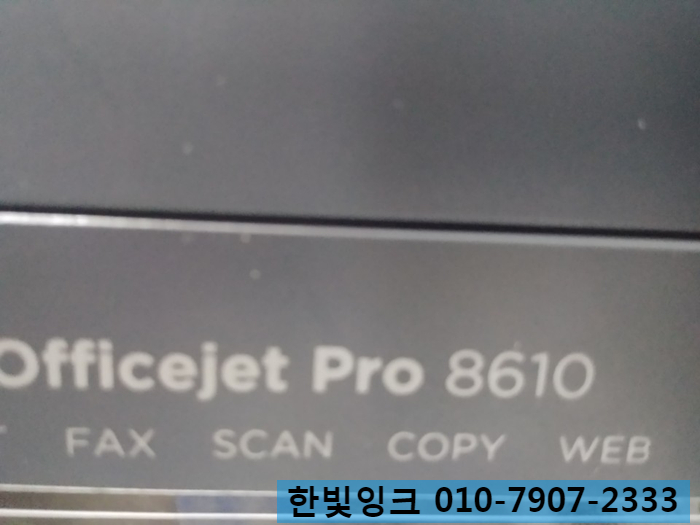 Officejet Pro 8610
FAX SCAN COPY WEB
한빛잉크 010-7907-2333